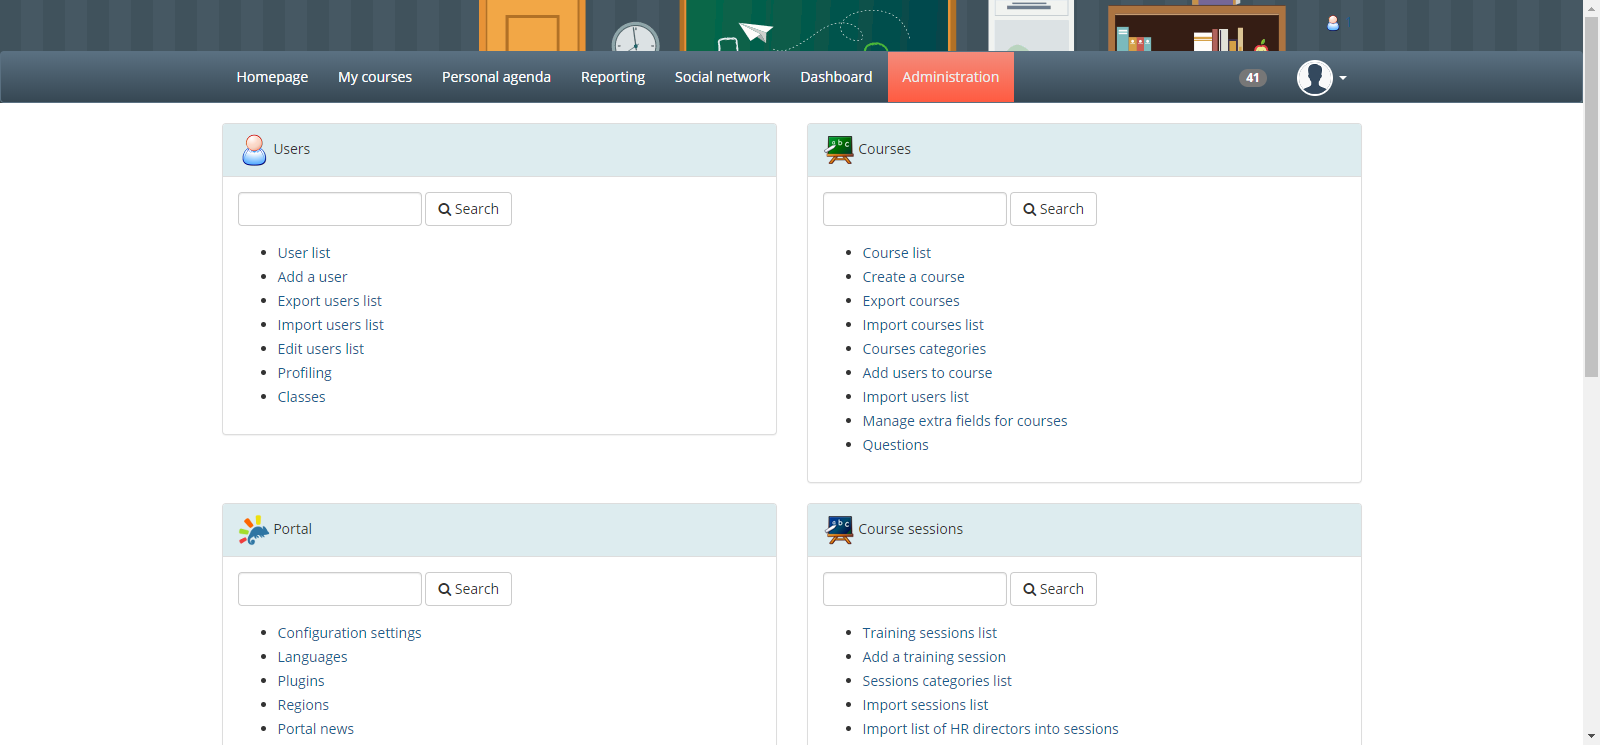 Homepage My courses Personal agenda Reporting Social network Dashboard Administration 41
Users
Search
User list
Add a user
Export users list
Import users list
Edit users list
Profiling
Classes
Courses
abc
Search
Course list
Create a course
Export courses
Import courses list
Courses categories
Add users to course
Import users list
Manage extra fields for courses
Questions
Portal
Search
Configuration settings
Languages
Plugins
Regions
Portal news
Course sessions
abc
Search
Training sessions list
Add a training session
Sessions categories list
Import sessions list
Import list of HR directors into sessions